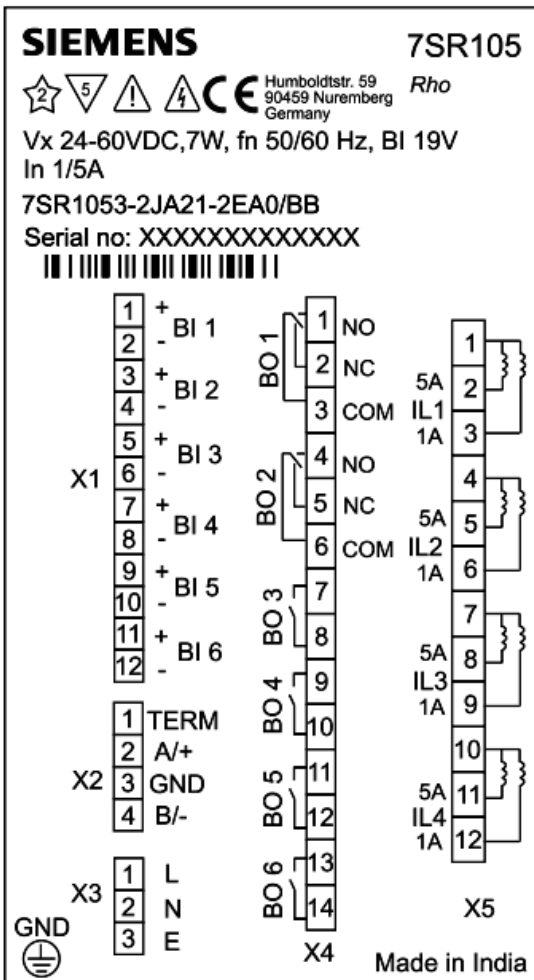 SIEMENS 7SR105
2 5 ! CE Humboldtstr. 59 Rho
90459 Nuremberg
Germany
Vx 24-60VDC,7W, fn 50/60 Hz, BI 19V
In 1/5A
7SR1053-2JA21-2EA0/BB
Serial no: XXXXXXXXXXXXX
X1
1 + BI 1
2 -
3 + BI 2
4 -
5 + BI 3
6 -
7 + BI 4
8 -
9 + BI 5
10 -
11 + BI 6
12 -
X2
1 TERM
2 A/+
3 GND
4 B/-
X3
1 L
2 N
3 E
GND
BO 1
1 NO
2 NC
3 COM
BO 2
4 NO
5 NC
6 COM
BO 3
7
8
BO 4
9
10
BO 5
11
12
BO 6
13
14
X4
1
5A 2
IL1
1A 3
4
5A 5
IL2
1A 6
7
5A 8
IL3
1A 9
10
5A 11
IL4
1A 12
X5
Made in India